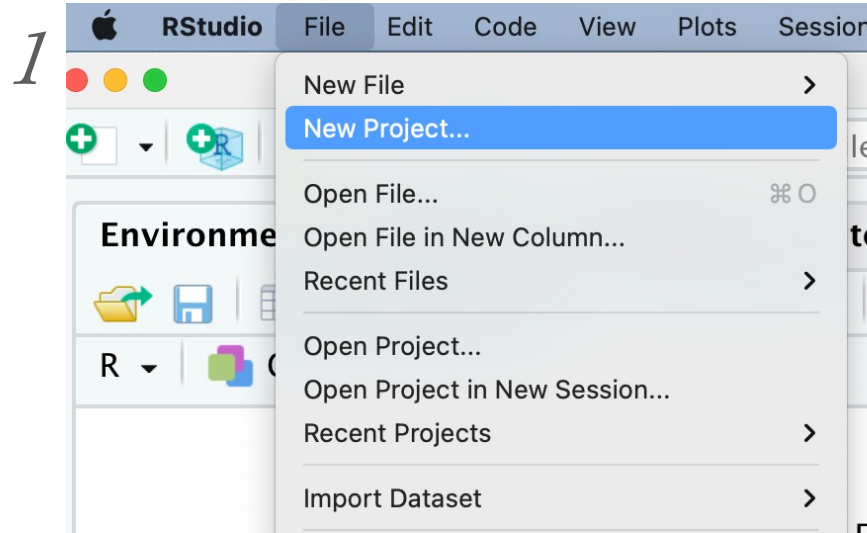 1
RStudio File Edit Code View Plots Session
New File
New Project...
Open File... ⌘ O
Environme
Open File in New Column...
Recent Files
Open Project...
R
Open Project in New Session...
Recent Projects
Import Dataset